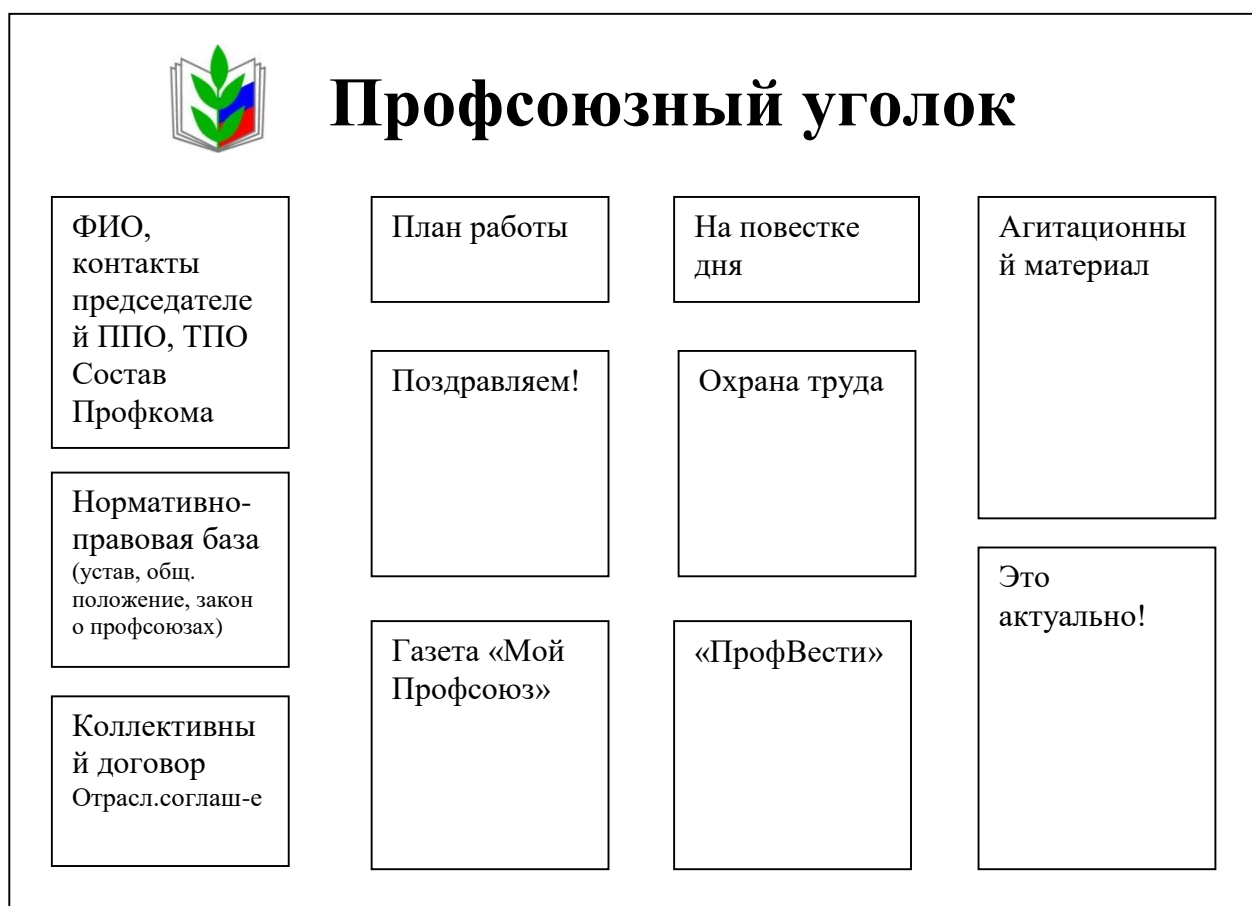 Профсоюзный уголок
ФИО,
контакты
председателе
й ППО, ТПО
Состав
Профкома
Нормативно-
правовая база
(устав, общ.
положение, закон
о профсоюзах)
Коллективны
й договор
Отрасл.соглаш-е
План работы
Поздравляем!
Газета «Мой
Профсоюз»
На повестке
дня
Охрана труда
«ПрофВести»
Агитационны
й материал
Это
актуально!